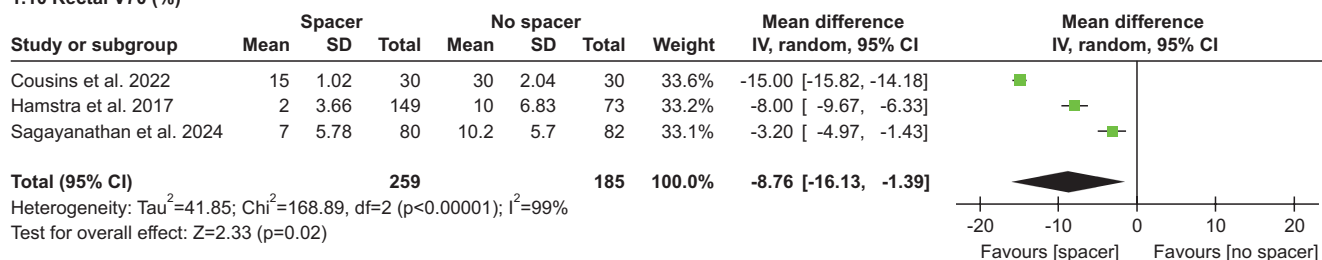 1.10 Rectal V70 (%)
Spacer No spacer Mean difference Mean difference
Study or subgroup Mean SD Total Mean SD Total Weight IV, random, 95% CI IV, random, 95% CI
Cousins et al. 2022 15 1.02 30 30 2.04 30 33.6% -15.00 [-15.82, -14.18]
Hamstra et al. 2017 2 3.66 149 10 6.83 73 33.2% -8.00 [ -9.67, -6.33]
Sagayanathan et al. 2024 7 5.78 80 10.2 5.7 82 33.1% -3.20 [ -4.97, -1.43]
Total (95% CI) 259 185 100.0% -8.76 [-16.13, -1.39]
Heterogeneity: Tau²=41.85; Chi²=168.89, df=2 (p<0.00001); I²=99%
Test for overall effect: Z=2.33 (p=0.02)
-20 -10 0 10 20
Favours [spacer] Favours [no spacer]